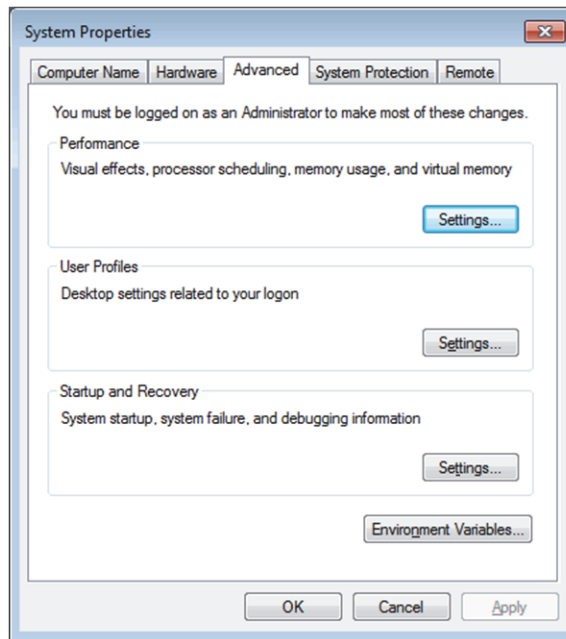 System Properties
Computer Name Hardware Advanced System Protection Remote
You must be logged on as an Administrator to make most of these changes.
Performance
Visual effects, processor scheduling, memory usage, and virtual memory
Settings...
User Profiles
Desktop settings related to your logon
Settings...
Startup and Recovery
System startup, system failure, and debugging information
Settings...
Environment Variables...
OK Cancel Apply